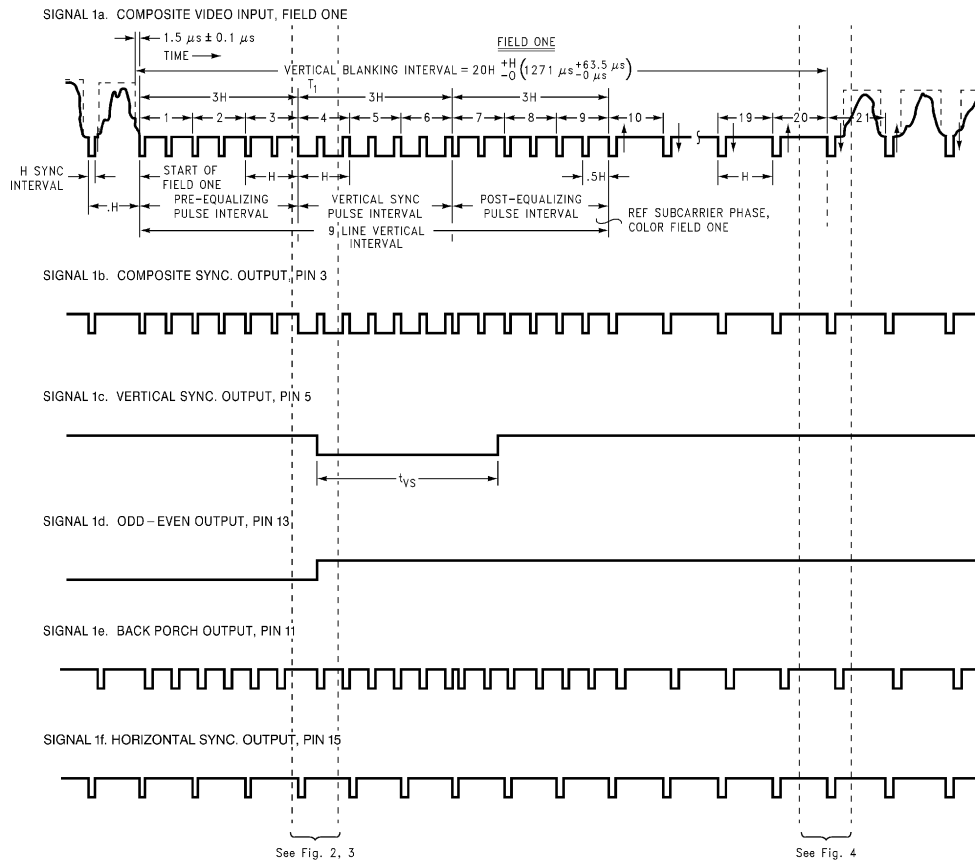 SIGNAL 1a. COMPOSITE VIDEO INPUT, FIELD ONE
1.5 µs ± 0.1 µs
TIME
FIELD ONE
VERTICAL BLANKING INTERVAL = 20H +H -0 (1271 µs +63.5 µs -0 µs)
T1
3H 3H 3H
1 2 3 4 5 6 7 8 9 10 19 20 21
H SYNC INTERVAL
START OF FIELD ONE
H H .5H H
.H
PRE-EQUALIZING PULSE INTERVAL
VERTICAL SYNC PULSE INTERVAL
POST-EQUALIZING PULSE INTERVAL
REF SUBCARRIER PHASE, COLOR FIELD ONE
9 LINE VERTICAL INTERVAL
SIGNAL 1b. COMPOSITE SYNC. OUTPUT, PIN 3
SIGNAL 1c. VERTICAL SYNC. OUTPUT, PIN 5
tVS
SIGNAL 1d. ODD–EVEN OUTPUT, PIN 13
SIGNAL 1e. BACK PORCH OUTPUT, PIN 11
SIGNAL 1f. HORIZONTAL SYNC. OUTPUT, PIN 15
See Fig. 2, 3
See Fig. 4